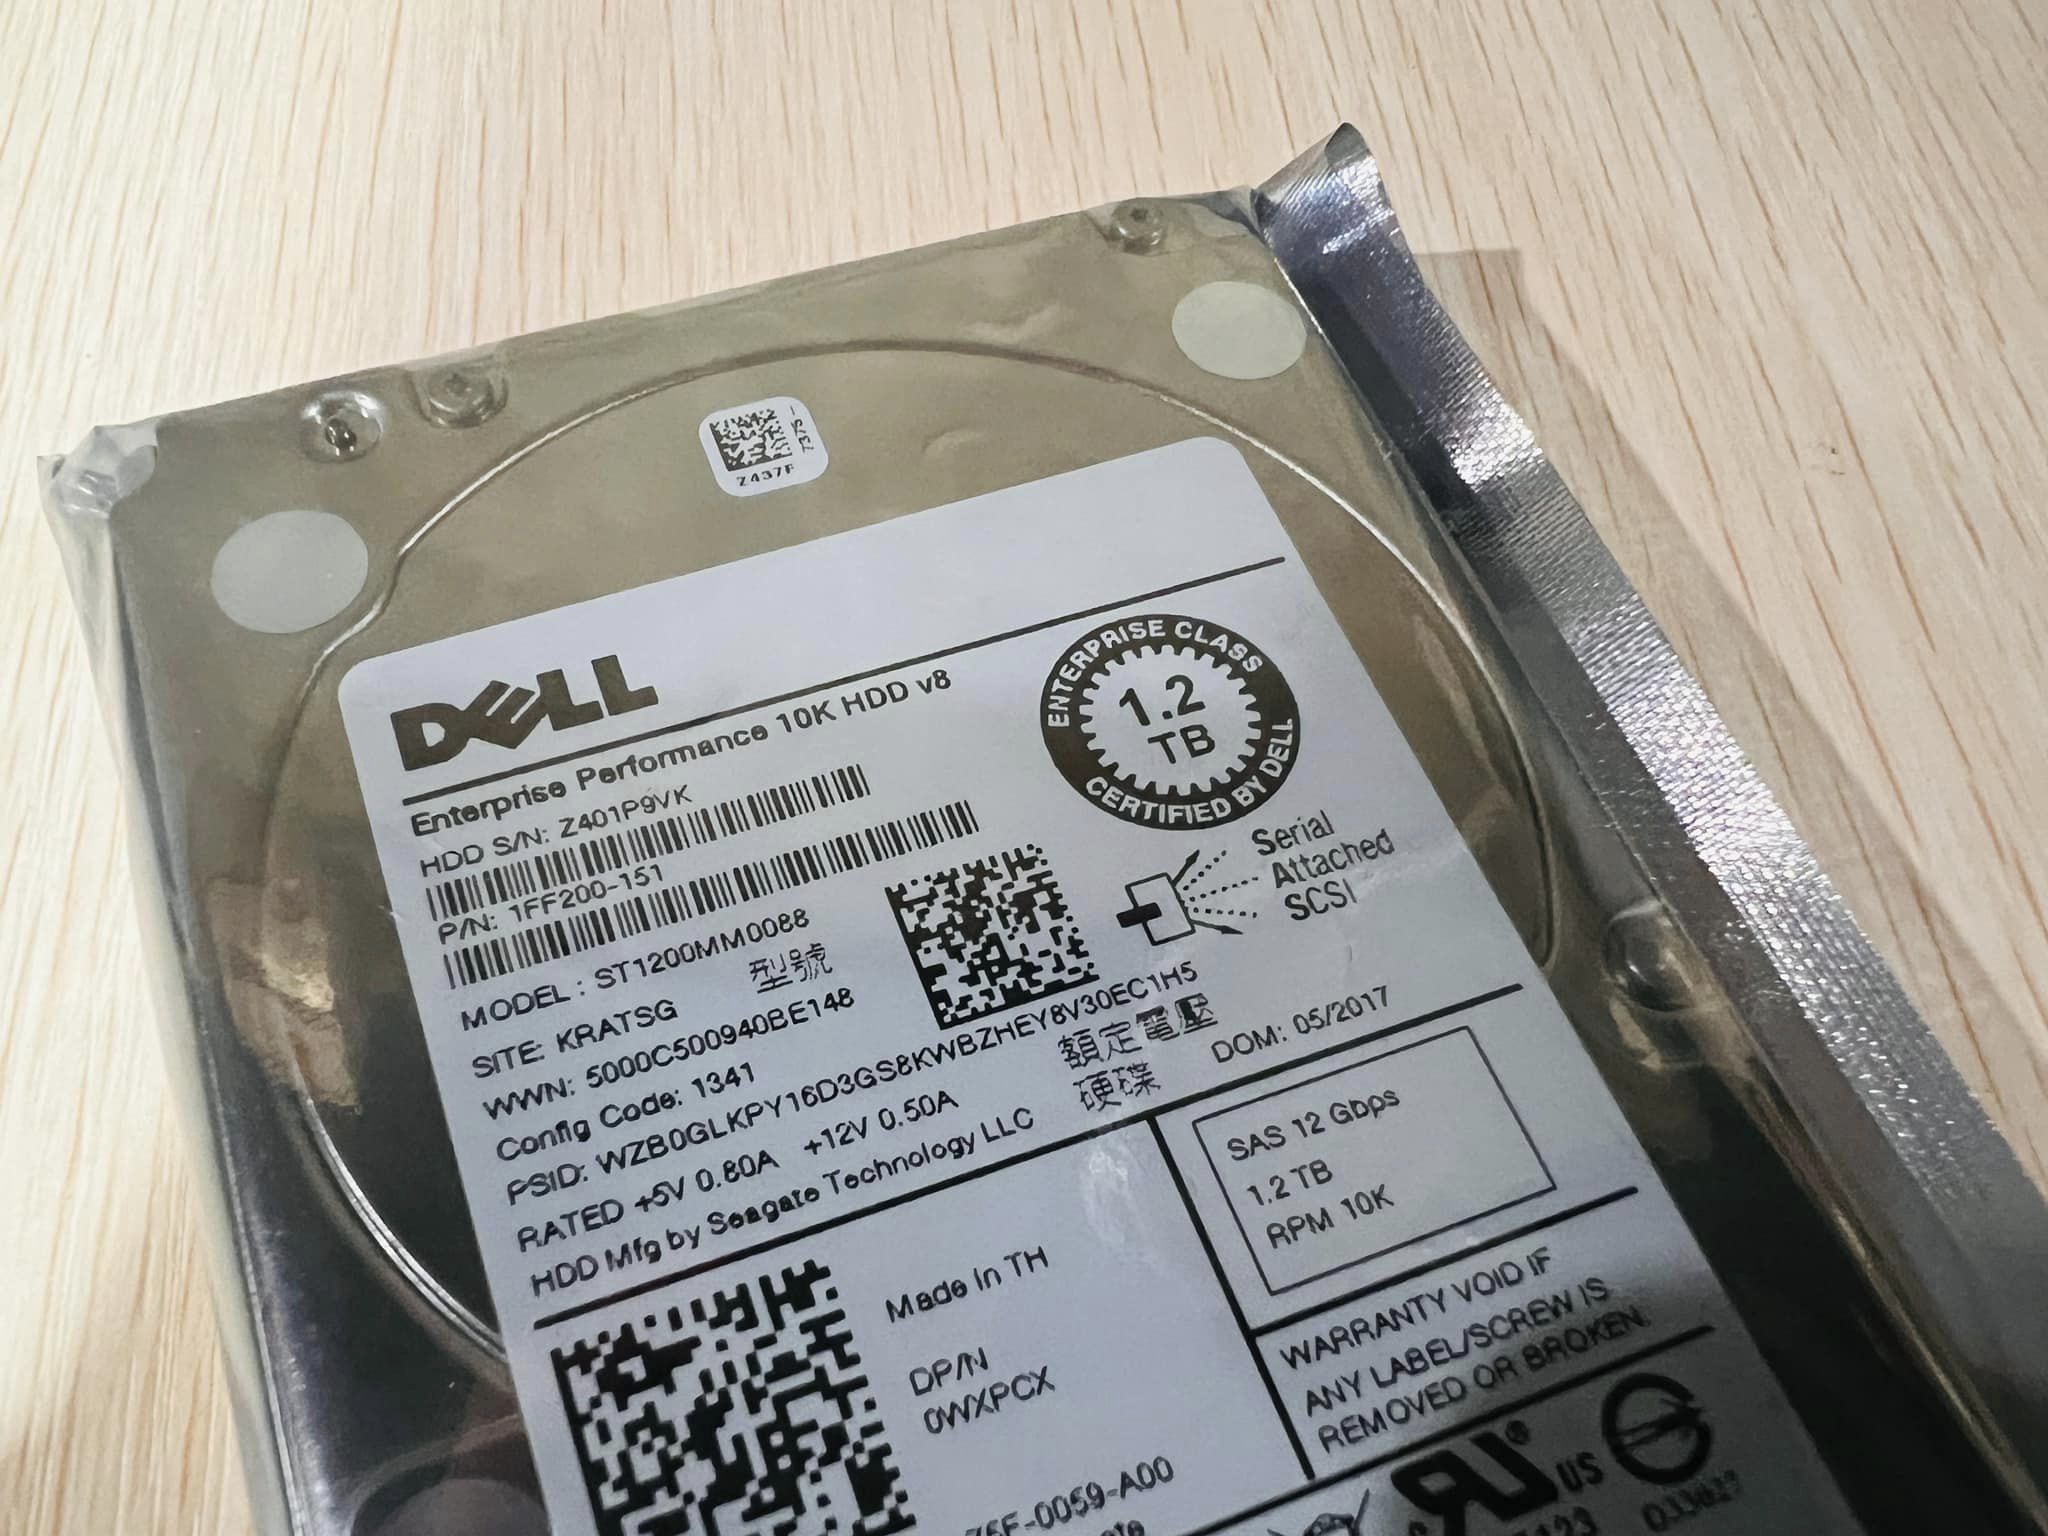 7375-
Z437F
DELL
Enterprise Performance 10K HDD v8
ENTERPRISE CLASS
1.2
TB
CERTIFIED BY DELL
HDD S/N: Z401P9VK
P/N: 1FF200-151
Serial
Attached
SCSI
MODEL : ST1200MM0088
型號
SITE: KRATSG
WWN: 5000C500940BE148
Config Code: 1341
PSID: WZB0GLKPY16D3GS8KWBZHEY8V30EC1H5
RATED +5V 0.80A +12V 0.50A
額定電壓
HDD Mfg by Seagate Technology LLC
硬碟
DOM: 05/2017
SAS 12 Gbps
1.2 TB
RPM 10K
Made in TH
DP/N
0WXPCX
WARRANTY VOID IF
ANY LABEL/SCREW IS
REMOVED OR BROKEN.
-0059-A00
US